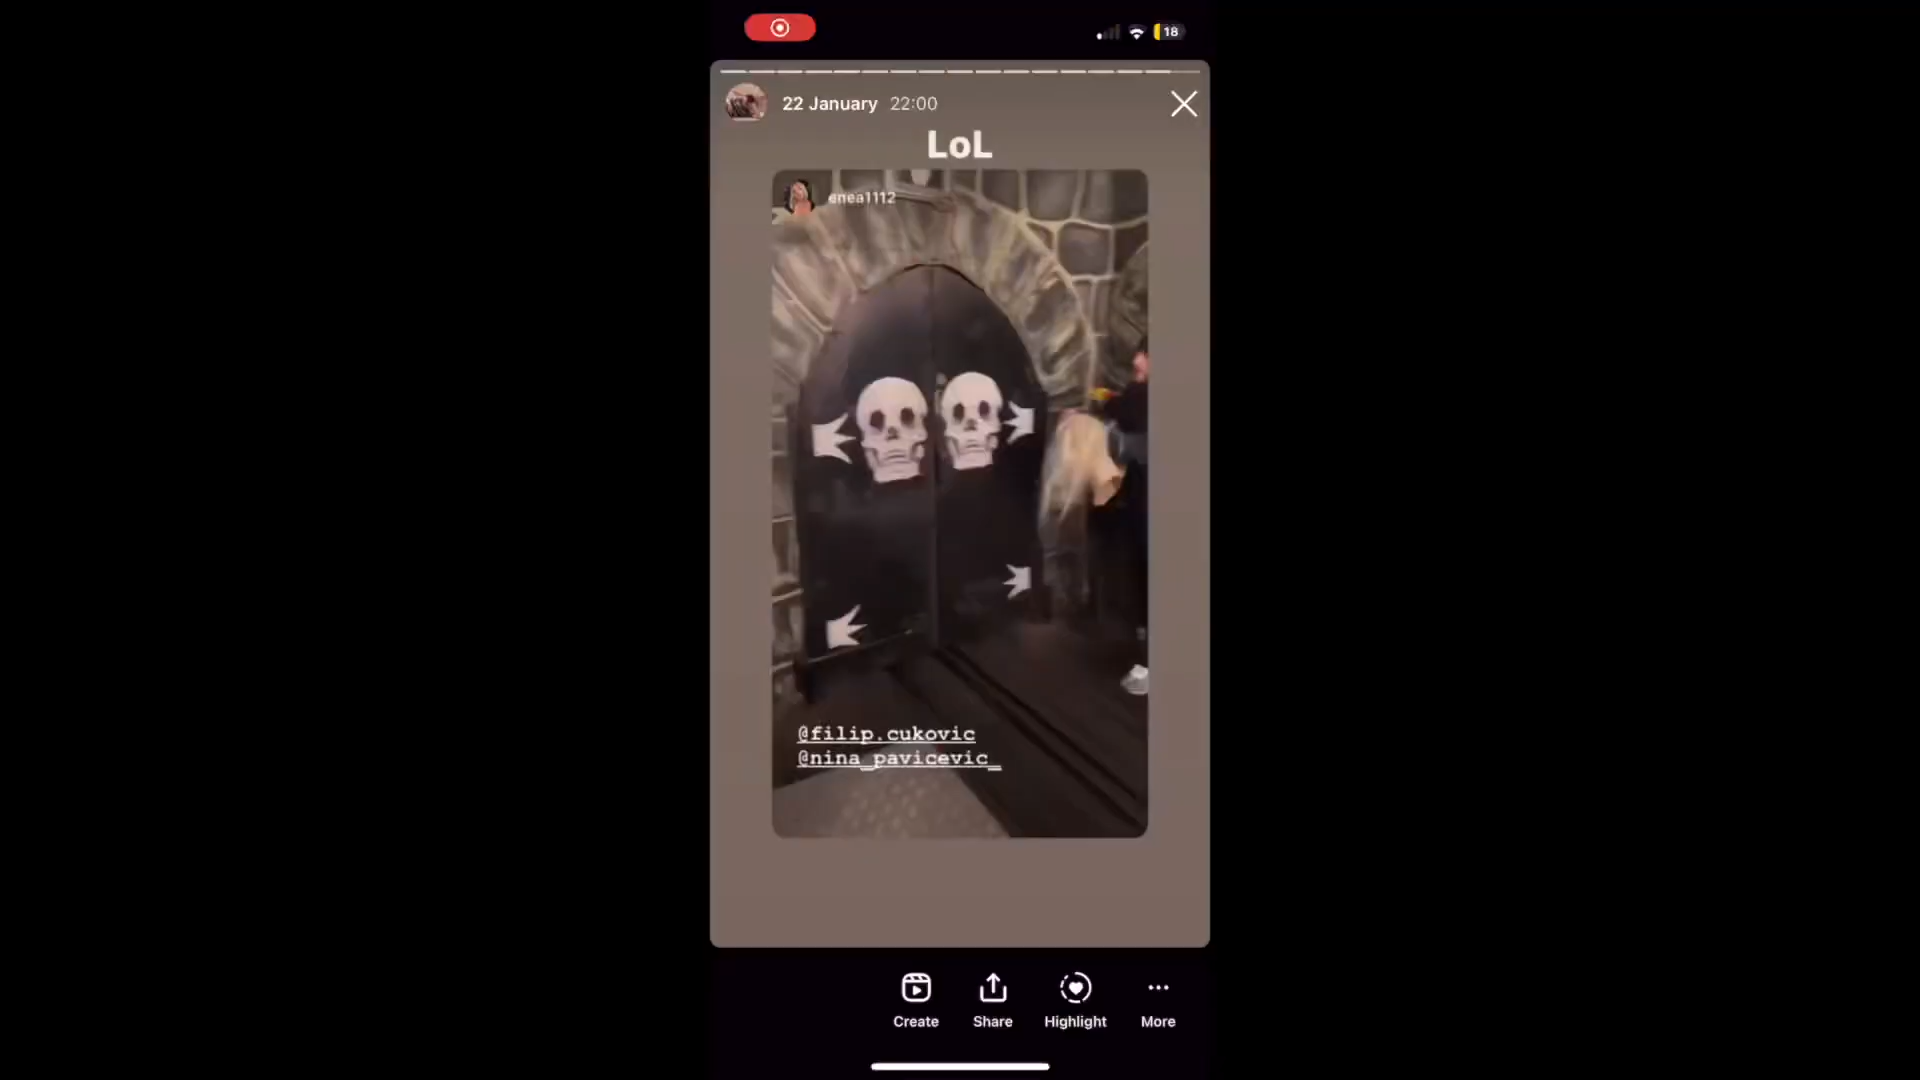 18
22 January 22:00
LoL
enea1112
@filip.cukovic
@nina_pavicevic_
Create Share Highlight More